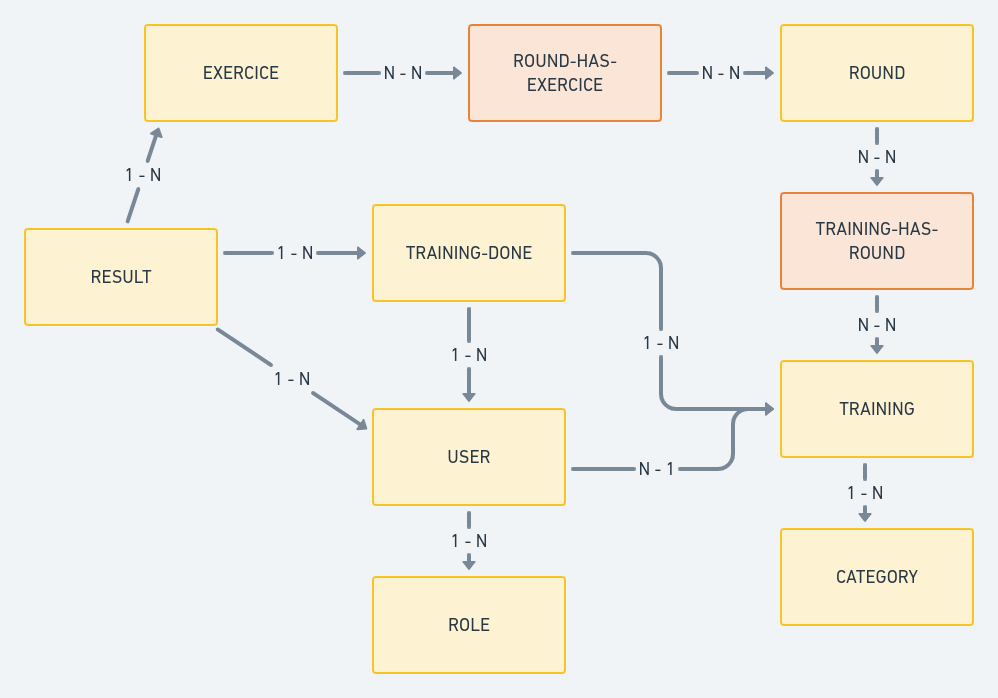 EXERCICE
N - N
ROUND-HAS-
EXERCICE
N - N
ROUND
1 - N
N - N
RESULT
1 - N
TRAINING-DONE
TRAINING-HAS-
ROUND
1 - N
1 - N
1 - N
N - N
USER
N - 1
TRAINING
1 - N
1 - N
ROLE
CATEGORY